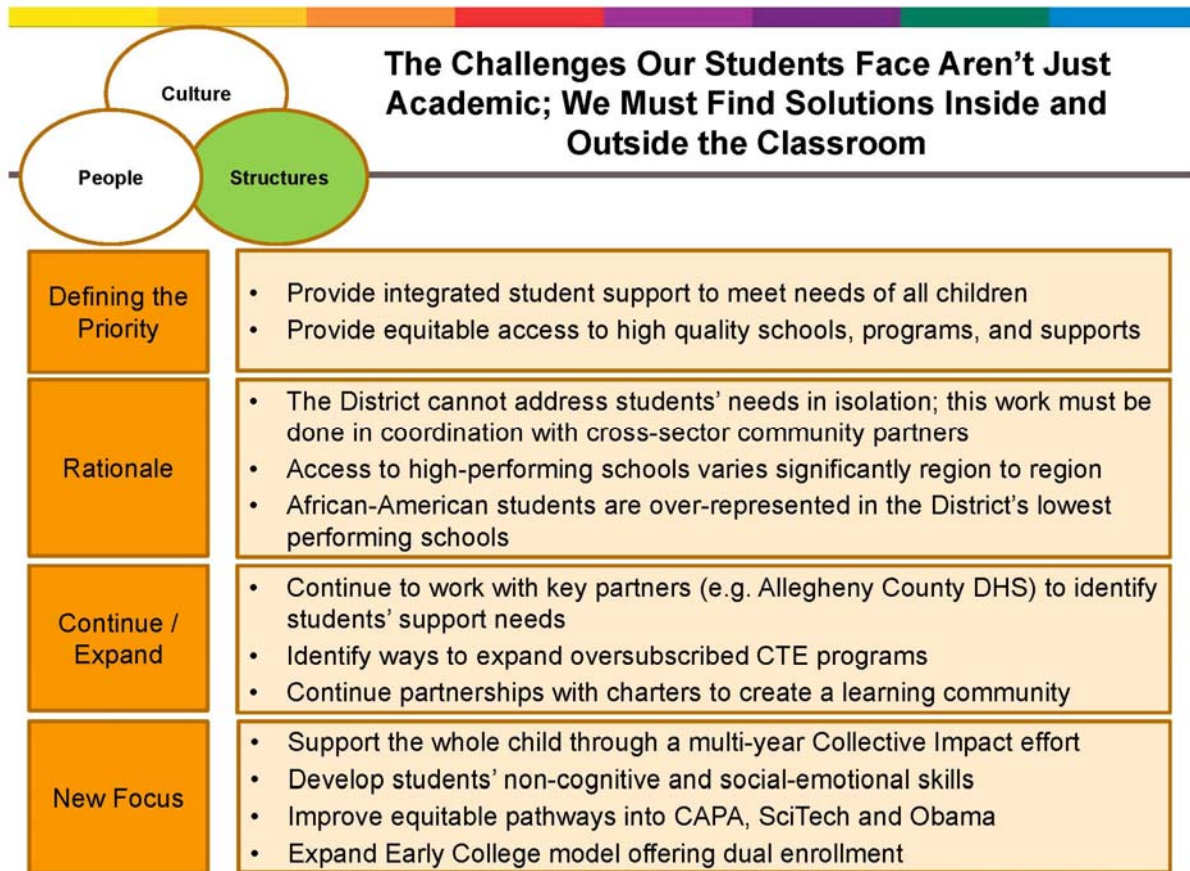 The Challenges Our Students Face Aren't Just
Academic; We Must Find Solutions Inside and
Outside the Classroom
Culture
People
Structures
Defining the
Priority
• Provide integrated student support to meet needs of all children
• Provide equitable access to high quality schools, programs, and supports
Rationale
• The District cannot address students' needs in isolation; this work must be
done in coordination with cross-sector community partners
• Access to high-performing schools varies significantly region to region
• African-American students are over-represented in the District's lowest
performing schools
Continue /
Expand
• Continue to work with key partners (e.g. Allegheny County DHS) to identify
students' support needs
• Identify ways to expand oversubscribed CTE programs
• Continue partnerships with charters to create a learning community
New Focus
• Support the whole child through a multi-year Collective Impact effort
• Develop students' non-cognitive and social-emotional skills
• Improve equitable pathways into CAPA, SciTech and Obama
• Expand Early College model offering dual enrollment